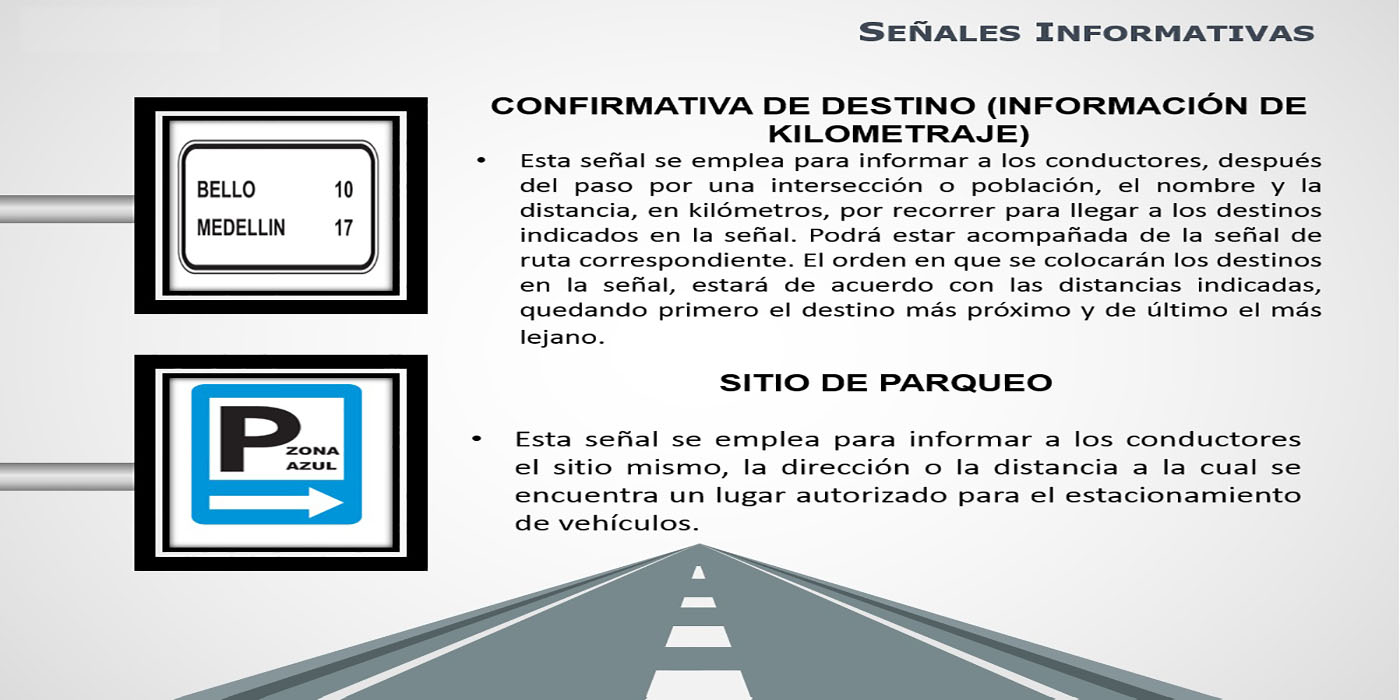 SEÑALES INFORMATIVAS
BELLO 10
MEDELLIN 17
CONFIRMATIVA DE DESTINO (INFORMACIÓN DE
KILOMETRAJE)
• Esta señal se emplea para informar a los conductores, después
del paso por una intersección o población, el nombre y la
distancia, en kilómetros, por recorrer para llegar a los destinos
indicados en la señal. Podrá estar acompañada de la señal de
ruta correspondiente. El orden en que se colocarán los destinos
en la señal, estará de acuerdo con las distancias indicadas,
quedando primero el destino más próximo y de último el más
lejano.
P ZONA
AZUL
SITIO DE PARQUEO
• Esta señal se emplea para informar a los conductores
el sitio mismo, la dirección o la distancia a la cual se
encuentra un lugar autorizado para el estacionamiento
de vehículos.